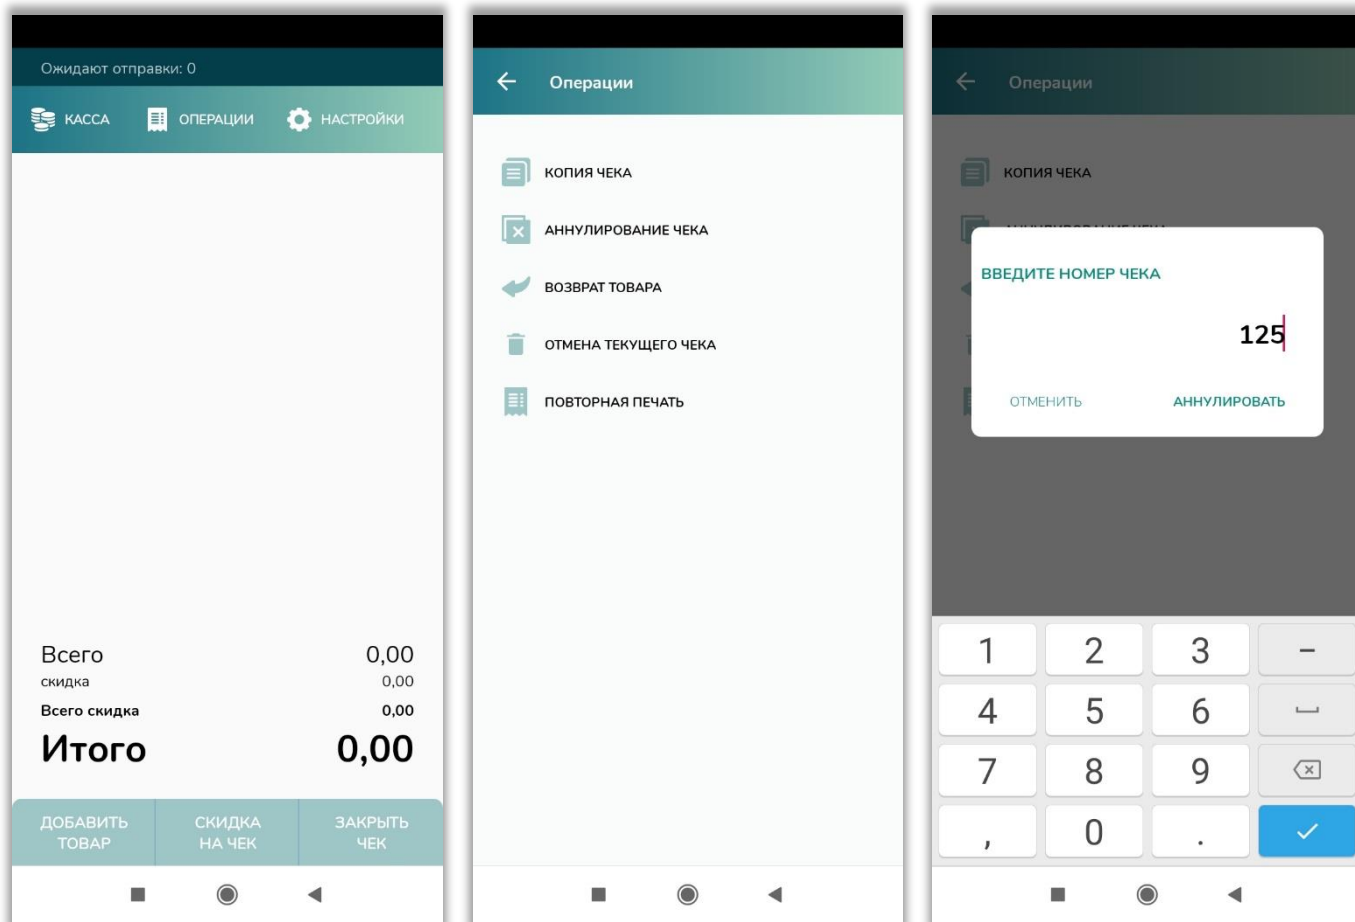 Ожидают отправки: 0
КАССА
ОПЕРАЦИИ
НАСТРОЙКИ
Всего 0,00
скидка 0,00
Всего скидка 0,00
Итого 0,00
ДОБАВИТЬ
ТОВАР
СКИДКА
НА ЧЕК
ЗАКРЫТЬ
ЧЕК
Операции
КОПИЯ ЧЕКА
АННУЛИРОВАНИЕ ЧЕКА
ВОЗВРАТ ТОВАРА
ОТМЕНА ТЕКУЩЕГО ЧЕКА
ПОВТОРНАЯ ПЕЧАТЬ
Операции
КОПИЯ ЧЕКА
ВВЕДИТЕ НОМЕР ЧЕКА
125
ОТМЕНИТЬ АННУЛИРОВАТЬ
1 2 3 –
4 5 6
7 8 9
, 0 .